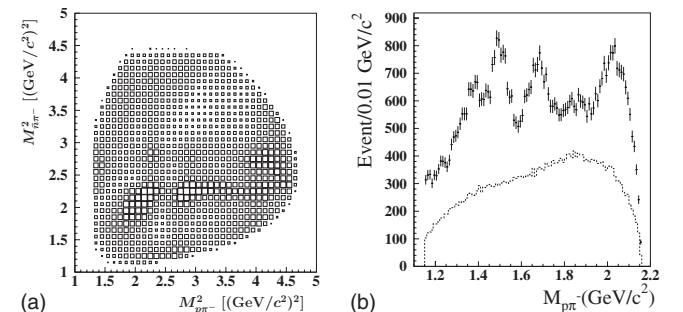 M²n̄π⁻ [(GeV/c²)²]
5
4.5
4
3.5
3
2.5
2
1.5
1
1 1.5 2 2.5 3 3.5 4 4.5 5
M²pπ⁻ [(GeV/c²)²]
(a)
Event/0.01 GeV/c²
900
800
700
600
500
400
300
200
100
0
1.2 1.4 1.6 1.8 2 2.2
Mpπ⁻(GeV/c²)
(b)